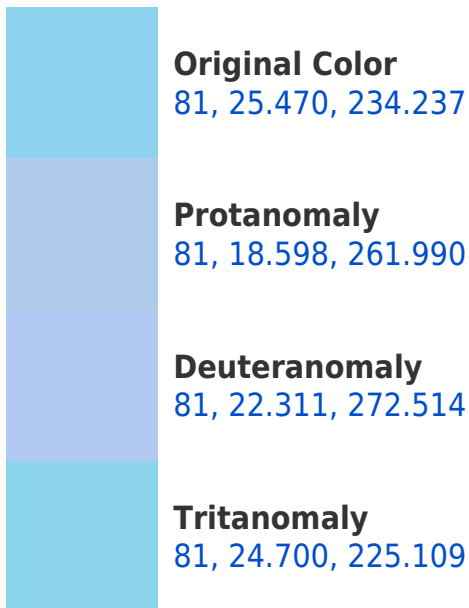 Original Color
81, 25.470, 234.237
Protanomaly
81, 18.598, 261.990
Deuteranomaly
81, 22.311, 272.514
Tritanomaly
81, 24.700, 225.109